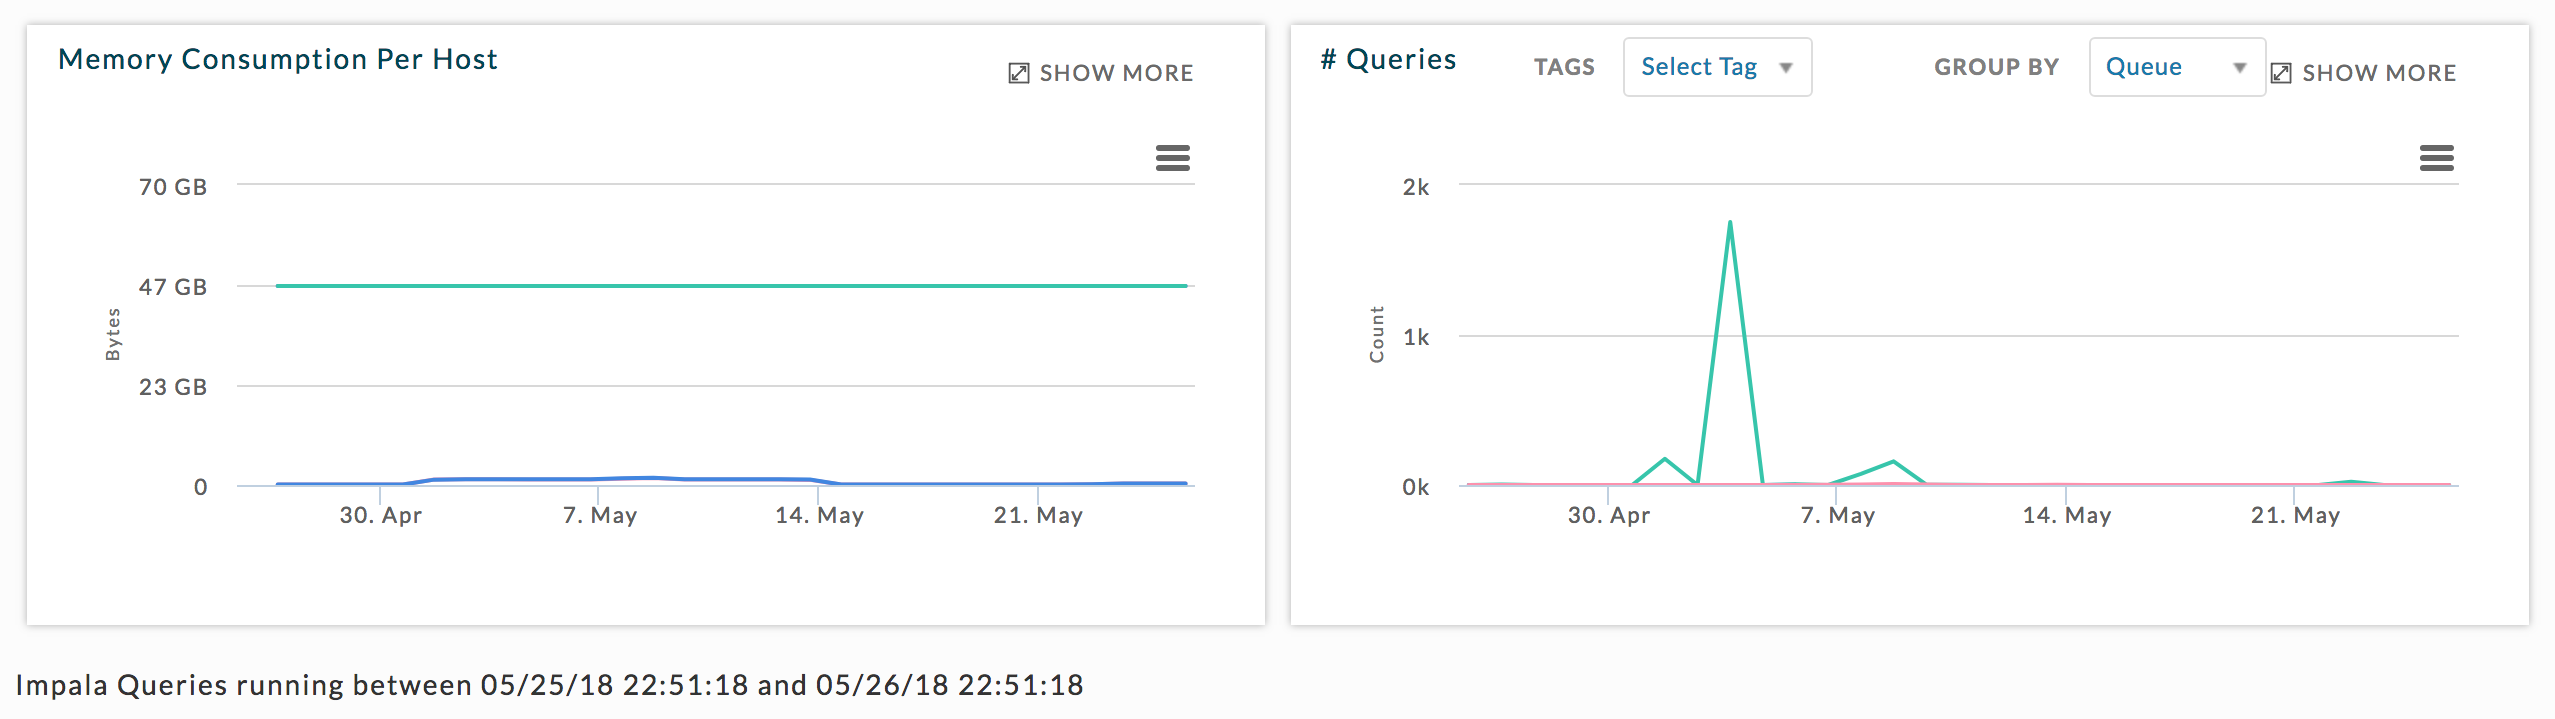 Memory Consumption Per Host
SHOW MORE
70 GB
47 GB
23 GB
0
Bytes
30. Apr 7. May 14. May 21. May
# Queries TAGS Select Tag GROUP BY Queue SHOW MORE
2k
1k
0k
Count
30. Apr 7. May 14. May 21. May
Impala Queries running between 05/25/18 22:51:18 and 05/26/18 22:51:18